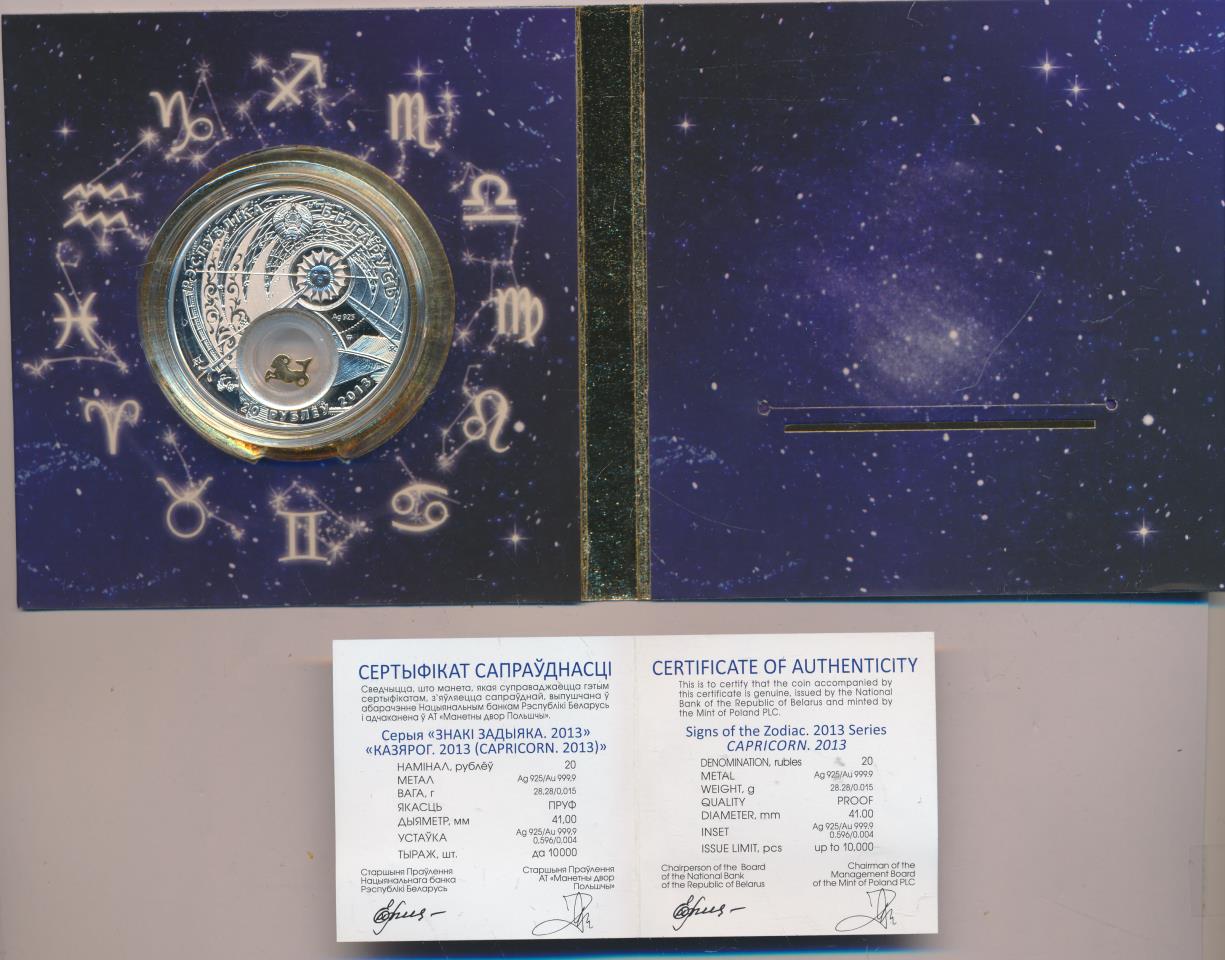 РЭСПУБЛІКА БЕЛАРУСЬ
Ag 925
20 РУБЛЁЎ 2013
СЕРТЫФІКАТ САПРАЎДНАСЦІ
Сведчыцца, што манета, якая суправаджаецца гэтым
сертыфікатам, з'яўляецца сапраўднай, выпушчана ў
абарачэнне Нацыянальным банкам Рэспублікі Беларусь
і адчаканена ў АТ «Манетны двор Польшчы».
Серыя «ЗНАКІ ЗАДЫЯКА. 2013»
«КАЗЯРОГ. 2013 (CAPRICORN. 2013)»
НАМІНАЛ, рублёў 20
МЕТАЛ Ag 925/Au 999,9
ВАГА, г 28.28/0,015
ЯКАСЦЬ ПРУФ
ДЫЯМЕТР, мм 41,00
УСТАЎКА Ag 925/Au 999,9
0.596/0,004
ТЫРАЖ, шт. да 10000
Старшыня Праўлення
Нацыянальнага банка
Рэспублікі Беларусь
Старшыня Праўлення
АТ «Манетны двор
Польшчы»
CERTIFICATE OF AUTHENTICITY
This is to certify that the coin accompanied by
this certificate is genuine, issued by the National
Bank of the Republic of Belarus and minted by
the Mint of Poland PLC.
Signs of the Zodiac. 2013 Series
CAPRICORN. 2013
DENOMINATION, rubles 20
METAL Ag 925/Au 999.9
WEIGHT, g 28.28/0.015
QUALITY PROOF
DIAMETER, mm 41.00
INSET Ag 925/Au 999.9
0.596/0.004
ISSUE LIMIT, pcs up to 10,000
Chairperson of the Board
of the National Bank
of the Republic of Belarus
Chairman of the
Management Board
of the Mint of Poland PLC